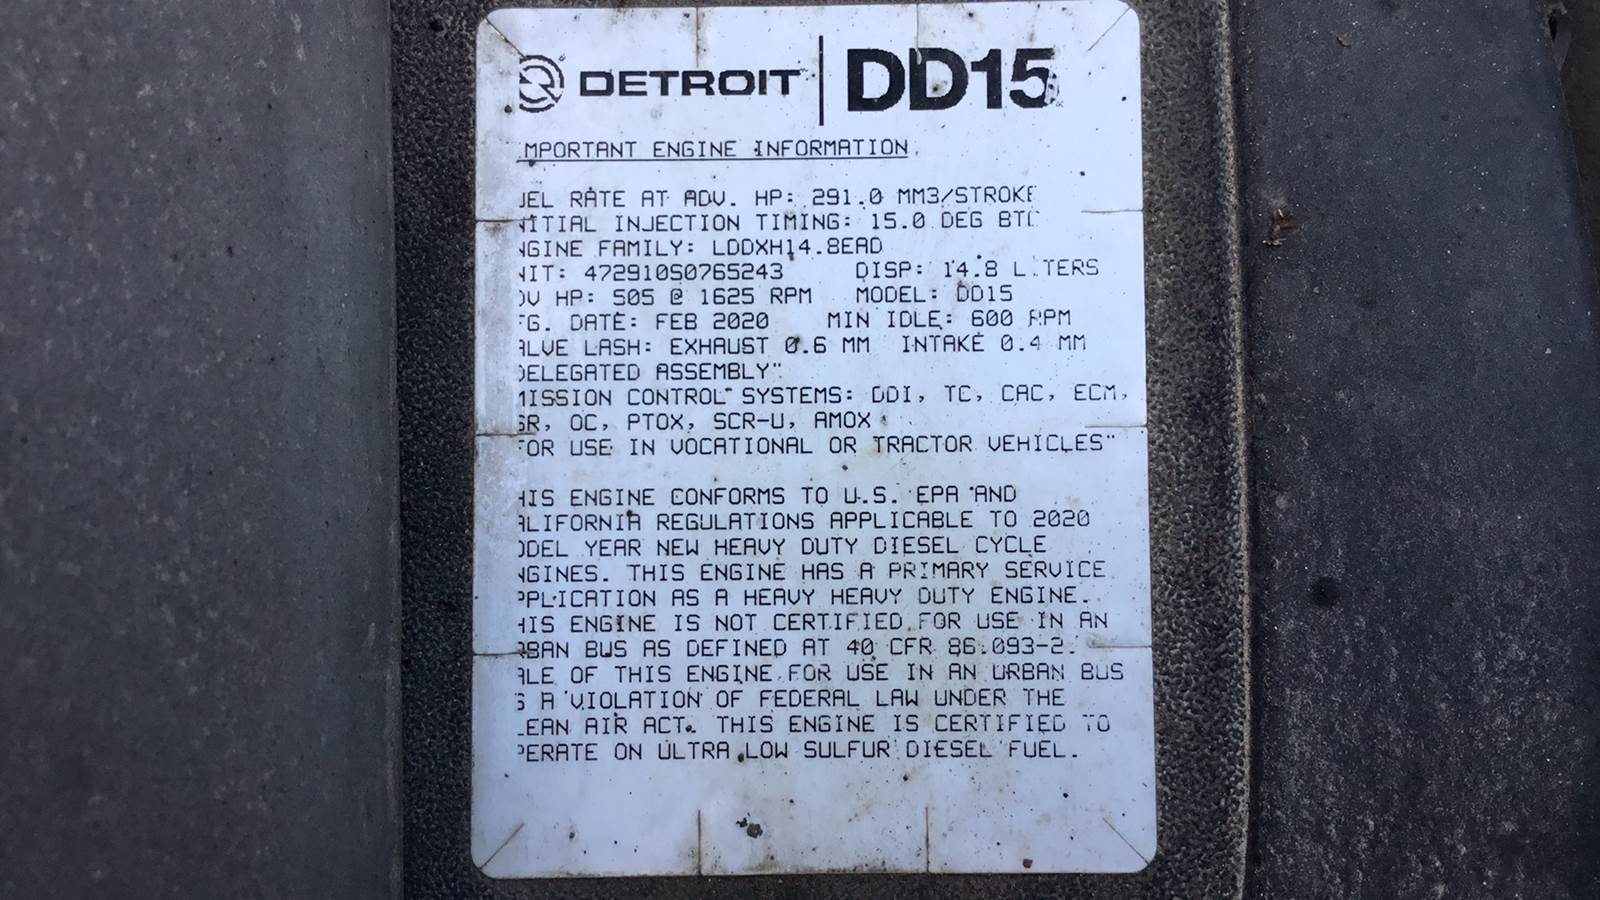 DETROIT | DD15
MPORTANT ENGINE INFORMATION
UEL RATE AT ADV. HP: 291.0 MM3/STROKE
NITIAL INJECTION TIMING: 15.0 DEG BTC
NGINE FAMILY: LDDXH14.8EAD
NIT: 472910S0765243 DISP: 14.8 LITERS
DV HP: 505 @ 1625 RPM MODEL: DD15
FG. DATE: FEB 2020 MIN IDLE: 600 RPM
ALVE LASH: EXHAUST 0.6 MM INTAKE 0.4 MM
DELEGATED ASSEMBLY"
MISSION CONTROL SYSTEMS: DDI, TC, CAC, ECM,
GR, OC, PTOX, SCR-U, AMOX
FOR USE IN VOCATIONAL OR TRACTOR VEHICLES"
HIS ENGINE CONFORMS TO U.S. EPA AND
ALIFORNIA REGULATIONS APPLICABLE TO 2020
ODEL YEAR NEW HEAVY DUTY DIESEL CYCLE
NGINES. THIS ENGINE HAS A PRIMARY SERVICE
PPLICATION AS A HEAVY HEAVY DUTY ENGINE.
HIS ENGINE IS NOT CERTIFIED FOR USE IN AN
RBAN BUS AS DEFINED AT 40 CFR 86.093-2.
ALE OF THIS ENGINE FOR USE IN AN URBAN BUS
S A VIOLATION OF FEDERAL LAW UNDER THE
LEAN AIR ACT. THIS ENGINE IS CERTIFIED TO
PERATE ON ULTRA LOW SULFUR DIESEL FUEL.